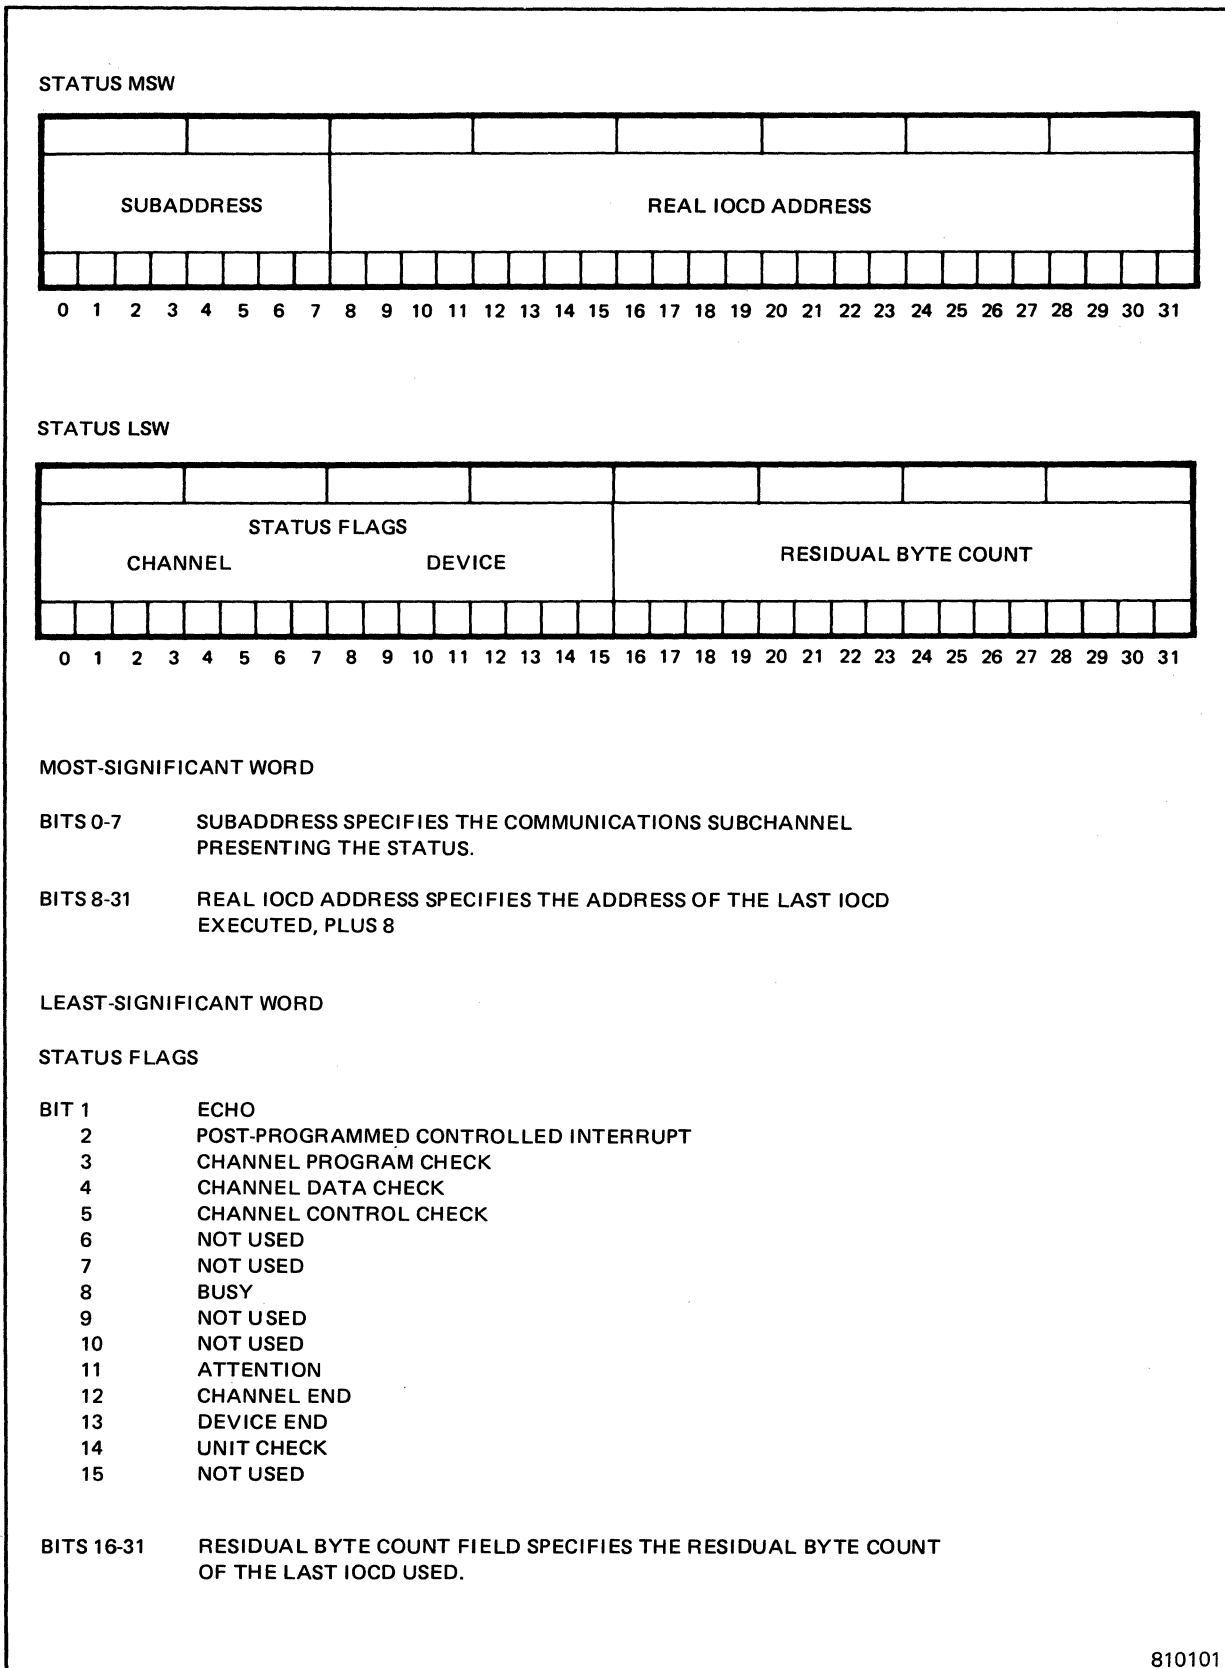 STATUS MSW
SUBADDRESS REAL IOCD ADDRESS
0 1 2 3 4 5 6 7 8 9 10 11 12 13 14 15 16 17 18 19 20 21 22 23 24 25 26 27 28 29 30 31
STATUS LSW
STATUS FLAGS
CHANNEL DEVICE RESIDUAL BYTE COUNT
0 1 2 3 4 5 6 7 8 9 10 11 12 13 14 15 16 17 18 19 20 21 22 23 24 25 26 27 28 29 30 31
MOST-SIGNIFICANT WORD
BITS 0-7 SUBADDRESS SPECIFIES THE COMMUNICATIONS SUBCHANNEL
PRESENTING THE STATUS.
BITS 8-31 REAL IOCD ADDRESS SPECIFIES THE ADDRESS OF THE LAST IOCD
EXECUTED, PLUS 8
LEAST-SIGNIFICANT WORD
STATUS FLAGS
BIT 1 ECHO
2 POST-PROGRAMMED CONTROLLED INTERRUPT
3 CHANNEL PROGRAM CHECK
4 CHANNEL DATA CHECK
5 CHANNEL CONTROL CHECK
6 NOT USED
7 NOT USED
8 BUSY
9 NOT USED
10 NOT USED
11 ATTENTION
12 CHANNEL END
13 DEVICE END
14 UNIT CHECK
15 NOT USED
BITS 16-31 RESIDUAL BYTE COUNT FIELD SPECIFIES THE RESIDUAL BYTE COUNT
OF THE LAST IOCD USED.
810101